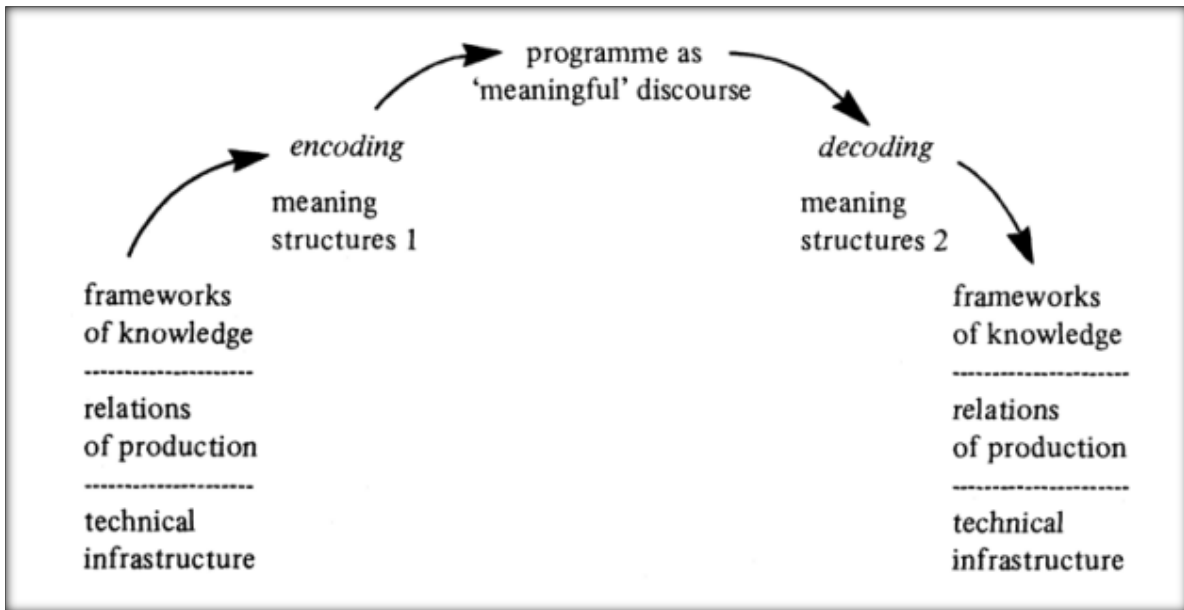 programme as
‘meaningful’ discourse
encoding
decoding
meaning
structures 1
meaning
structures 2
frameworks
of knowledge
frameworks
of knowledge
relations
of production
relations
of production
technical
infrastructure
technical
infrastructure